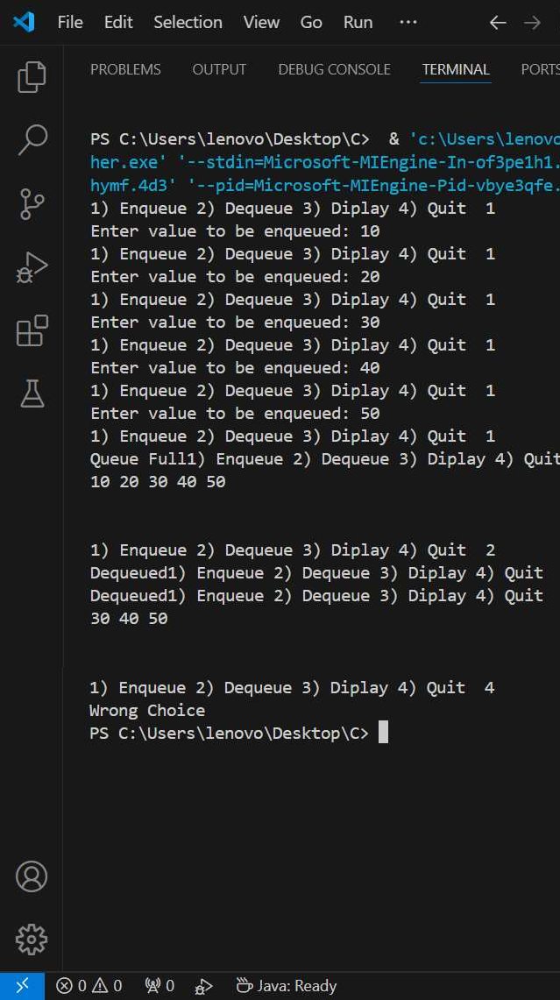 File Edit Selection View Go Run ...
PROBLEMS OUTPUT DEBUG CONSOLE TERMINAL PORTS
PS C:\Users\lenovo\Desktop\C>  & 'c:\Users\lenovo
her.exe' '--stdin=Microsoft-MIEngine-In-of3pe1h1.
hymf.4d3' '--pid=Microsoft-MIEngine-Pid-vbye3qfe.
1) Enqueue 2) Dequeue 3) Diplay 4) Quit  1
Enter value to be enqueued: 10
1) Enqueue 2) Dequeue 3) Diplay 4) Quit  1
Enter value to be enqueued: 20
1) Enqueue 2) Dequeue 3) Diplay 4) Quit  1
Enter value to be enqueued: 30
1) Enqueue 2) Dequeue 3) Diplay 4) Quit  1
Enter value to be enqueued: 40
1) Enqueue 2) Dequeue 3) Diplay 4) Quit  1
Enter value to be enqueued: 50
1) Enqueue 2) Dequeue 3) Diplay 4) Quit  1
Queue Full1) Enqueue 2) Dequeue 3) Diplay 4) Quit
10 20 30 40 50
1) Enqueue 2) Dequeue 3) Diplay 4) Quit  2
Dequeued1) Enqueue 2) Dequeue 3) Diplay 4) Quit
Dequeued1) Enqueue 2) Dequeue 3) Diplay 4) Quit
30 40 50
1) Enqueue 2) Dequeue 3) Diplay 4) Quit  4
Wrong Choice
PS C:\Users\lenovo\Desktop\C>
0 0 0 Java: Ready